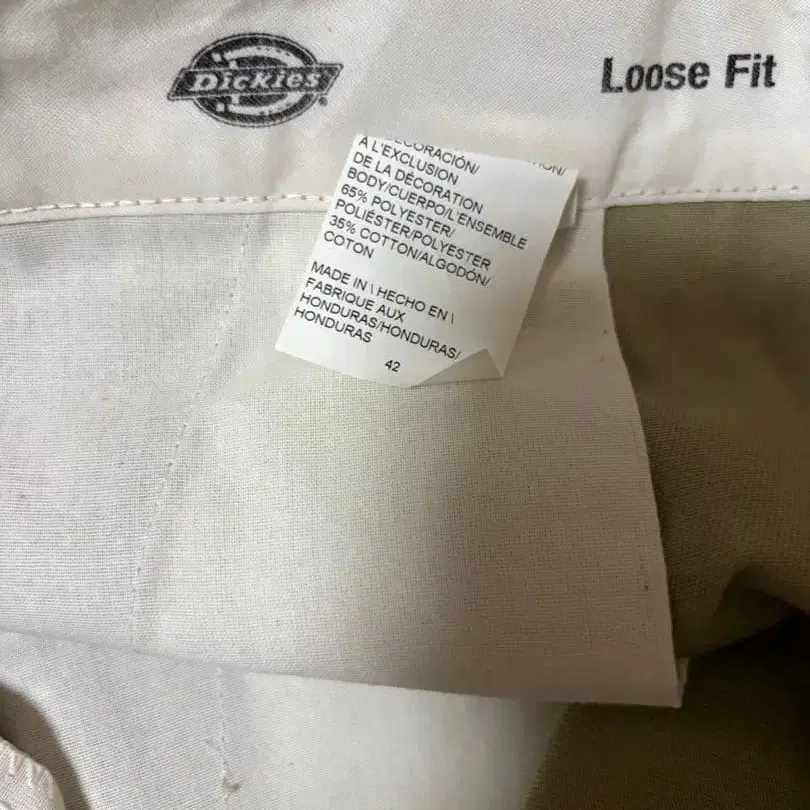 Dickies®
Loose Fit
A L'EXCLUSION
DE LA DÉCORATION
BODY/CUERPO/L'ENSEMBLE
65% POLYESTER/
POLIÉSTER/POLYESTER
35% COTTON/ALGODÓN/
COTON
MADE IN \ HECHO EN \
FABRIQUE AUX
HONDURAS/HONDURAS/
HONDURAS
42